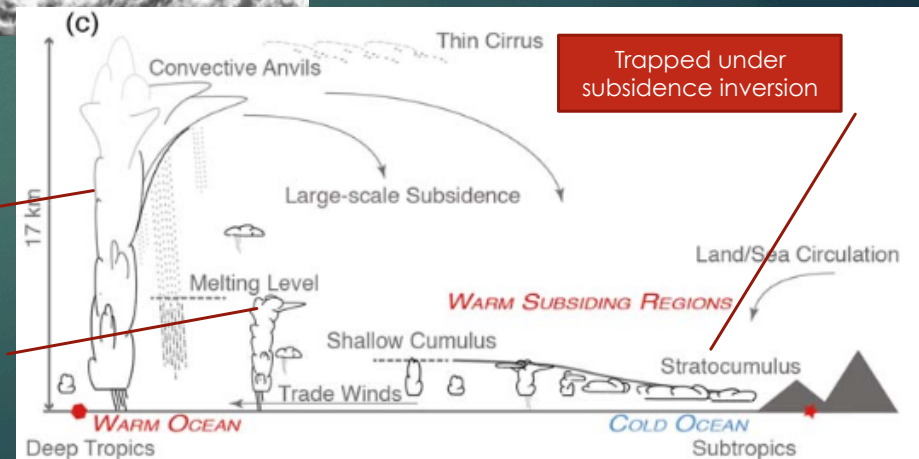 (c)
Thin Cirrus
Convective Anvils
Trapped under
subsidence inversion
17 km
Large-scale Subsidence
Land/Sea Circulation
Melting Level
WARM SUBSIDING REGIONS
Shallow Cumulus
Stratocumulus
Trade Winds
WARM OCEAN
COLD OCEAN
Deep Tropics
Subtropics